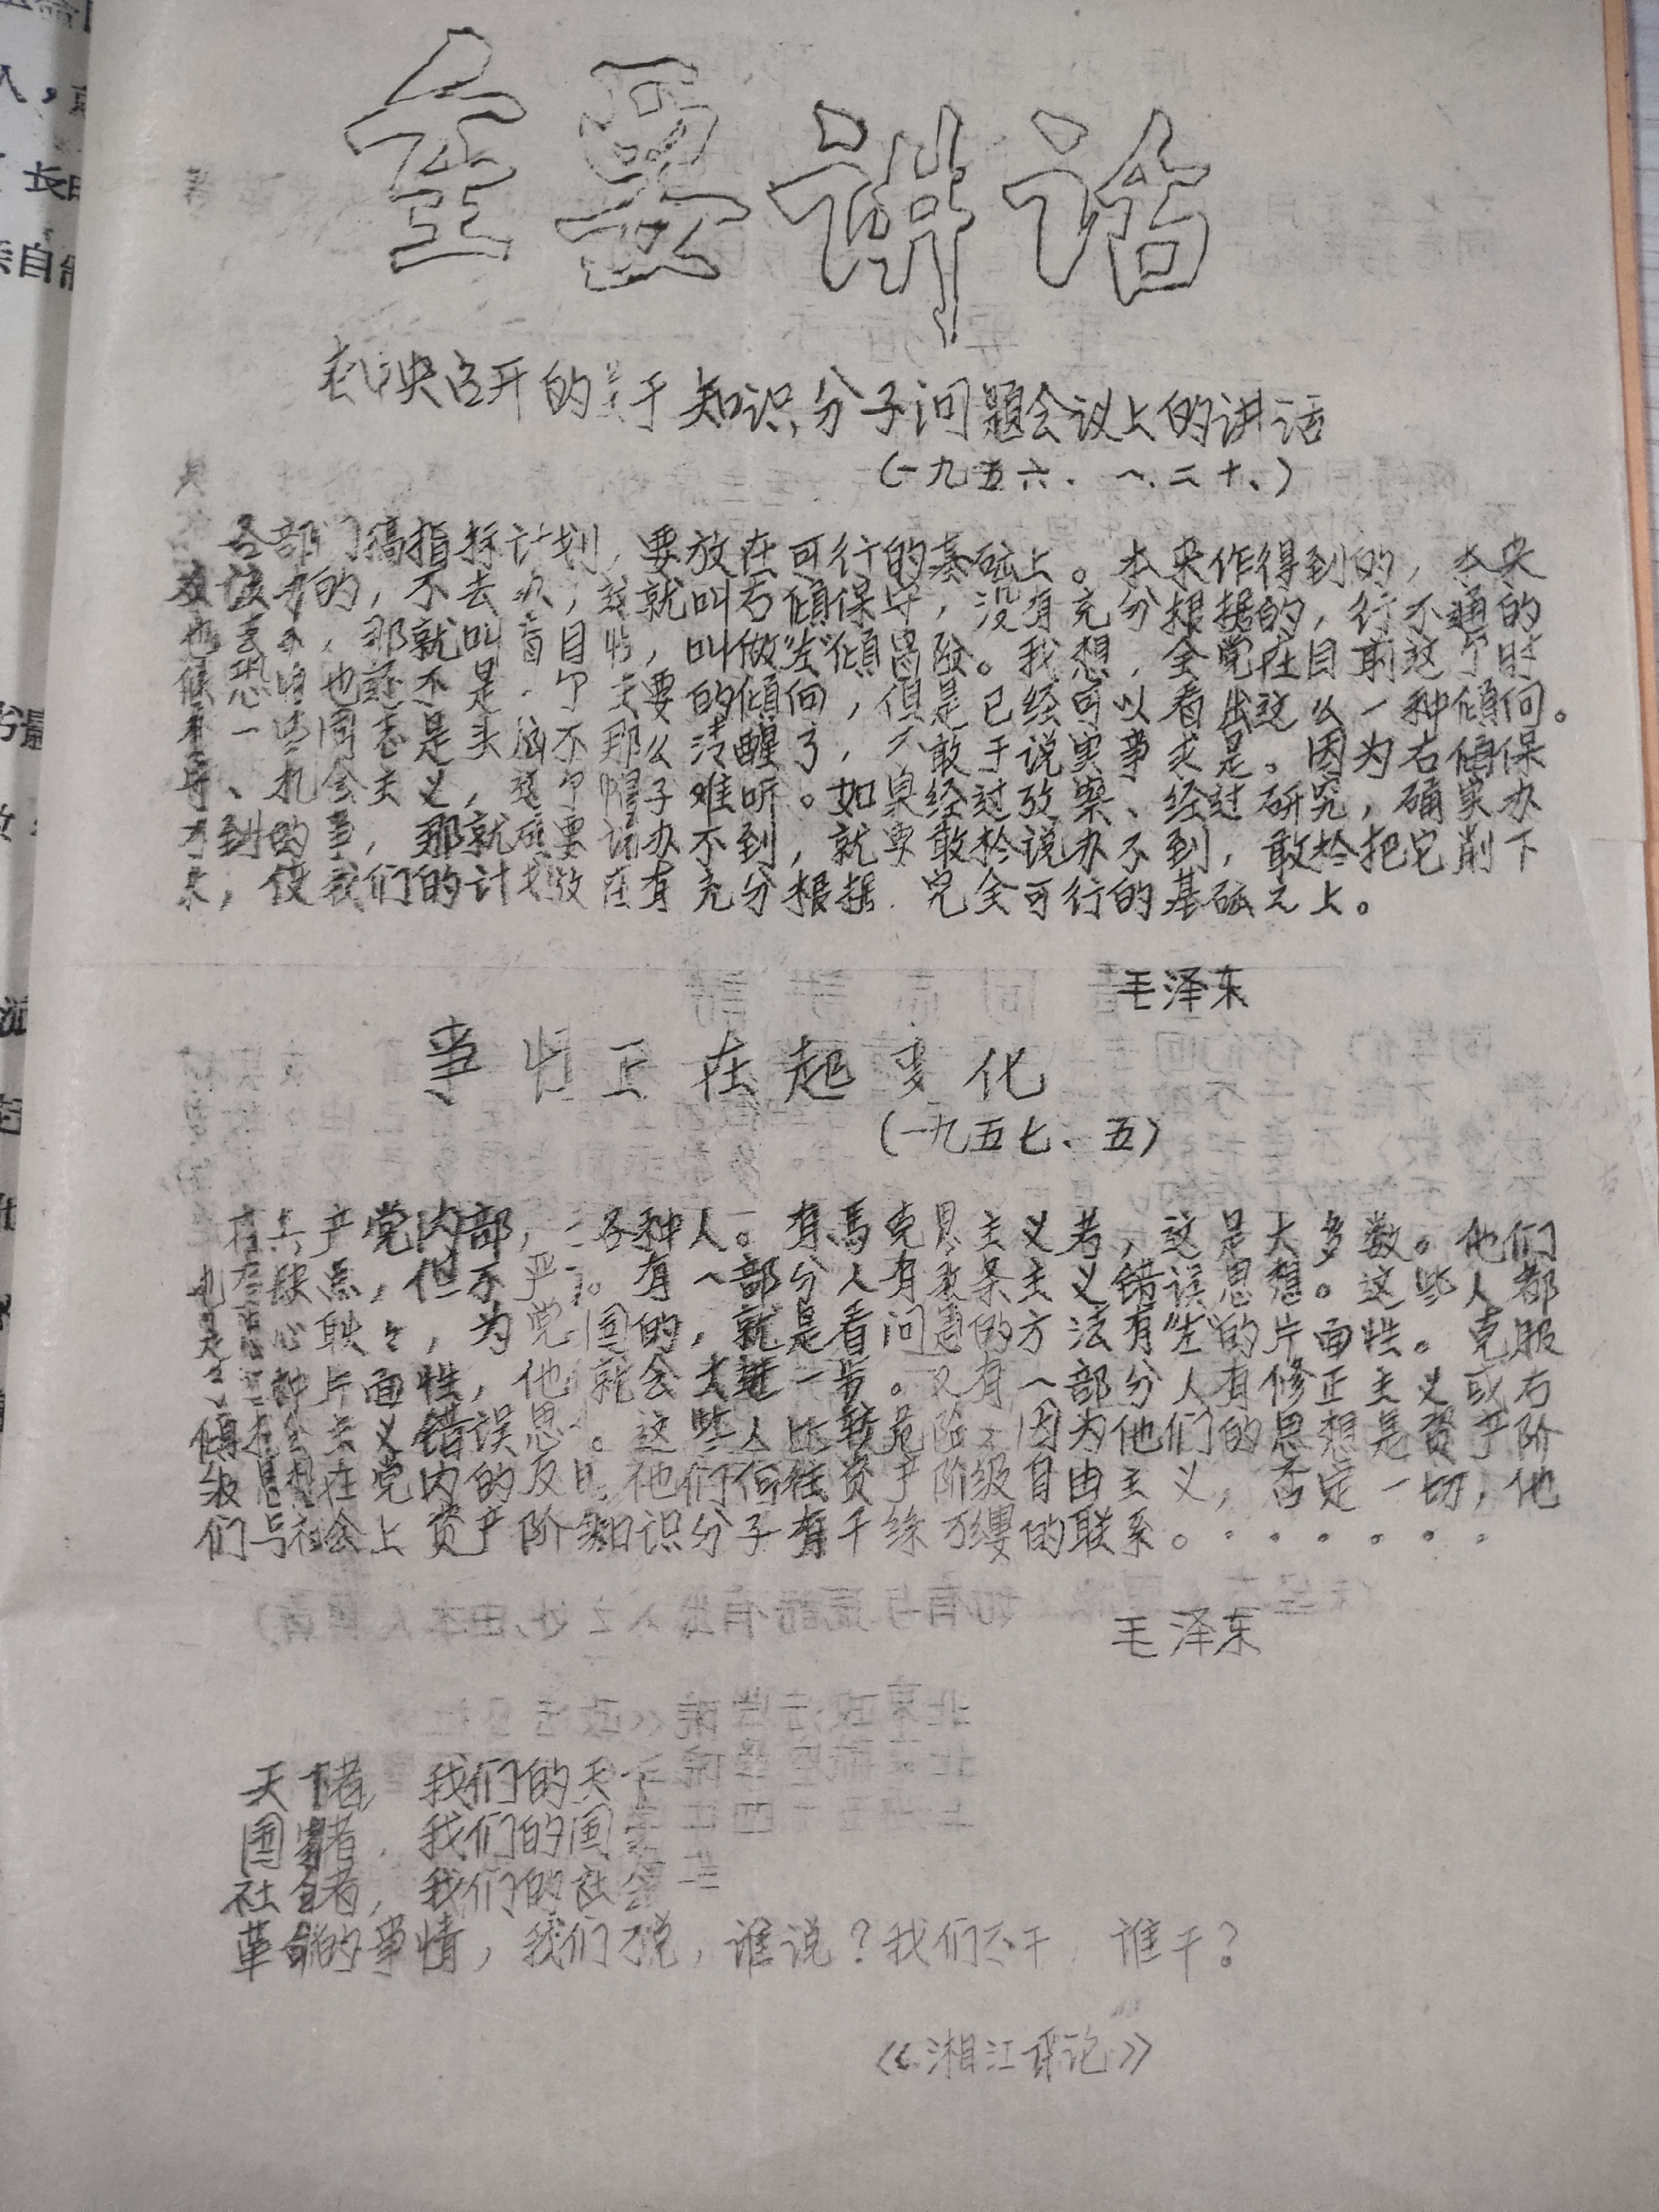 全要讲话
在中央召开的关于知识分子问题会议上的讲话
(一九五六、一、二十、)
各部门搞指标计划，要放在可行的基础上。本来作得到的，本来
应该办的，不去办，这就叫右傾保守，没有充分根据的，行不通的
也去办，那就叫盲目性，叫做"左"傾冒险。我想，全党在目前这个时
候恐怕也还不是一个主要的傾向，但是已经可以看出这么一种傾向。
有一些同志是头脑不那么清醒了，不敢于说实事求是。因为右傾保
守、机会主义，这个帽子难听。如果经过攷察、经过研究，确实办
不到的事，那就要说办不到，就要敢於说办不到，敢於把它削下
来，使我们的计划放在有充分根据 完全可行的基础之上。
毛泽东
事情正在起变化
(一九五七、五)
在共产党内部，各种人。有馬克思主义者，这是大多数。他们
也有缺点，但不严重。有一部分人有教条主义错误思想。这些人都
是忠心耿々，为党为国的，就是看问题的方法有"左"的片面性。克服
了这种片面性，他们就会大进一步。又有一部分人有修正主义或右
傾机会主义错误思想。这些人比较危险，因为他们的思想是资产阶
级思想在党内的反映，他们向往资产阶级自由主义，否定一切，他
们与社会上资产阶级知识分子有千绦万缕的联系。······
毛泽东
天下者，我们的天下
国家者，我们的国家
社会者，我们的社会
革命的事情，我们不说，谁说？我们不干，谁干？
《湘江评论》